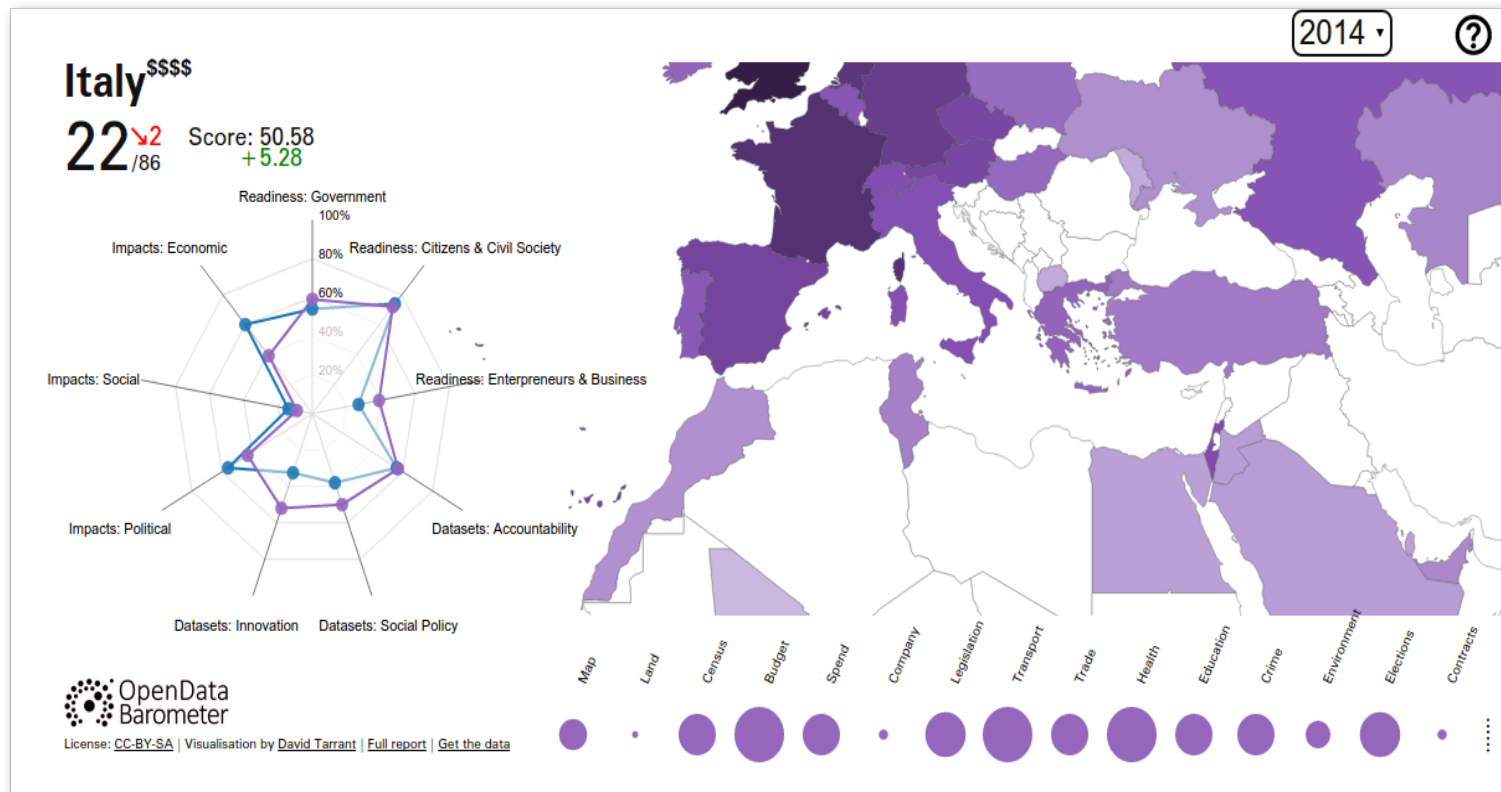 2014
?
Italy$$$$
22 ↘2 /86
Score: 50.58
+5.28
Readiness: Government
100%
Impacts: Economic
Readiness: Citizens & Civil Society
80%
60%
40%
20%
Impacts: Social
Readiness: Enterpreneurs & Business
Impacts: Political
Datasets: Accountability
Datasets: Innovation
Datasets: Social Policy
Map
Land
Census
Budget
Spend
Company
Legislation
Transport
Trade
Health
Education
Crime
Environment
Elections
Contracts
OpenData
Barometer
License: CC-BY-SA | Visualisation by David Tarrant | Full report | Get the data